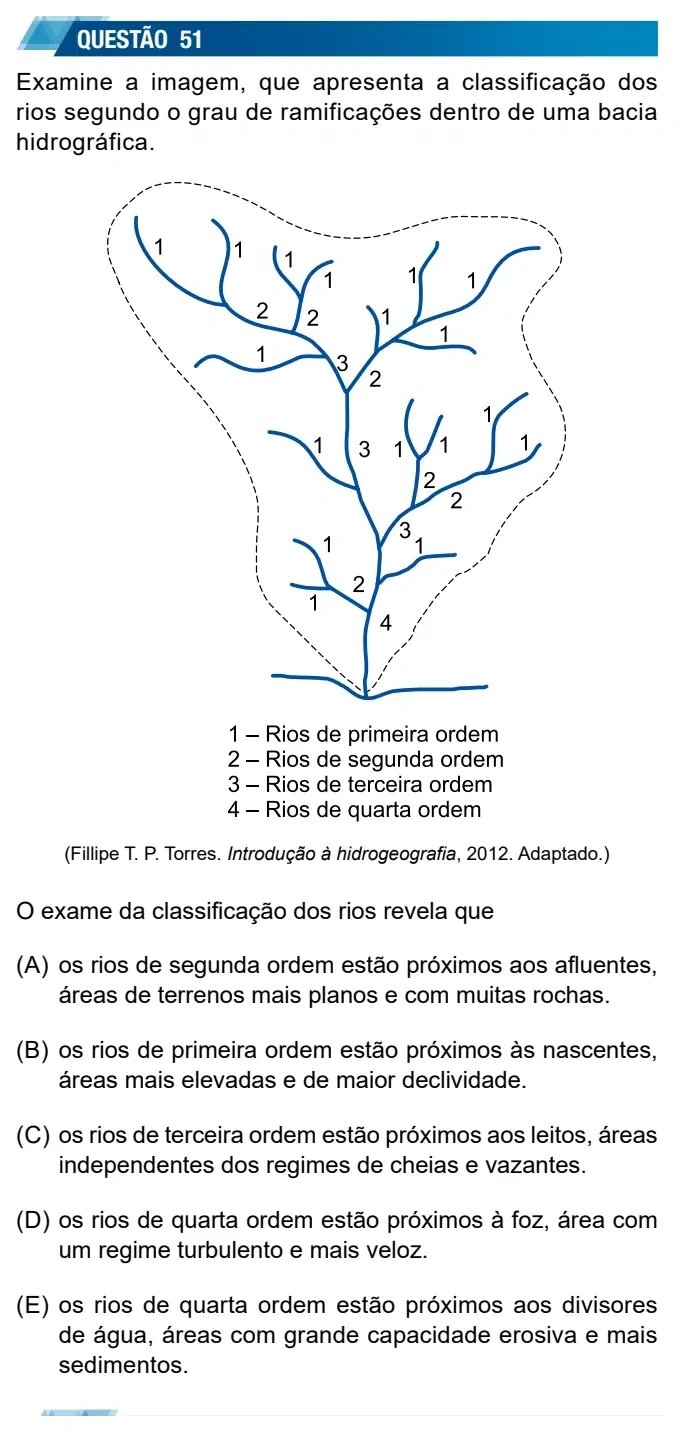 QUESTÃO 51
Examine a imagem, que apresenta a classificação dos
rios segundo o grau de ramificações dentro de uma bacia
hidrográfica.
1 1 1 1 1 1
2 2 1 1
1 3 2
1 3 1 1 1 1
2 2
3
1 1
2
1 4
1 – Rios de primeira ordem
2 – Rios de segunda ordem
3 – Rios de terceira ordem
4 – Rios de quarta ordem
(Fillipe T. P. Torres. Introdução à hidrogeografia, 2012. Adaptado.)
O exame da classificação dos rios revela que
(A) os rios de segunda ordem estão próximos aos afluentes,
áreas de terrenos mais planos e com muitas rochas.
(B) os rios de primeira ordem estão próximos às nascentes,
áreas mais elevadas e de maior declividade.
(C) os rios de terceira ordem estão próximos aos leitos, áreas
independentes dos regimes de cheias e vazantes.
(D) os rios de quarta ordem estão próximos à foz, área com
um regime turbulento e mais veloz.
(E) os rios de quarta ordem estão próximos aos divisores
de água, áreas com grande capacidade erosiva e mais
sedimentos.